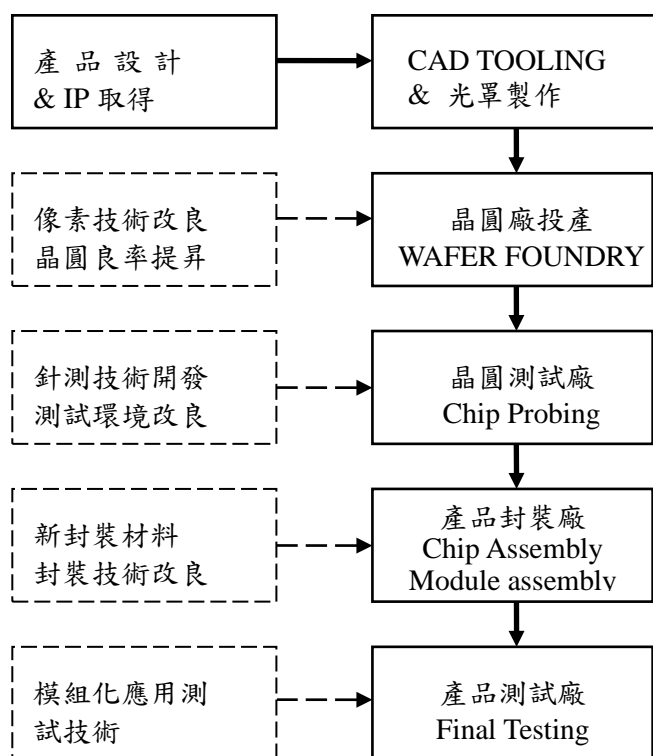 產品設計
& IP 取得
CAD TOOLING
& 光罩製作
像素技術改良
晶圓良率提昇
晶圓廠投產
WAFER FOUNDRY
針測技術開發
測試環境改良
晶圓測試廠
Chip Probing
新封裝材料
封裝技術改良
產品封裝廠
Chip Assembly
Module assembly
模組化應用測
試技術
產品測試廠
Final Testing